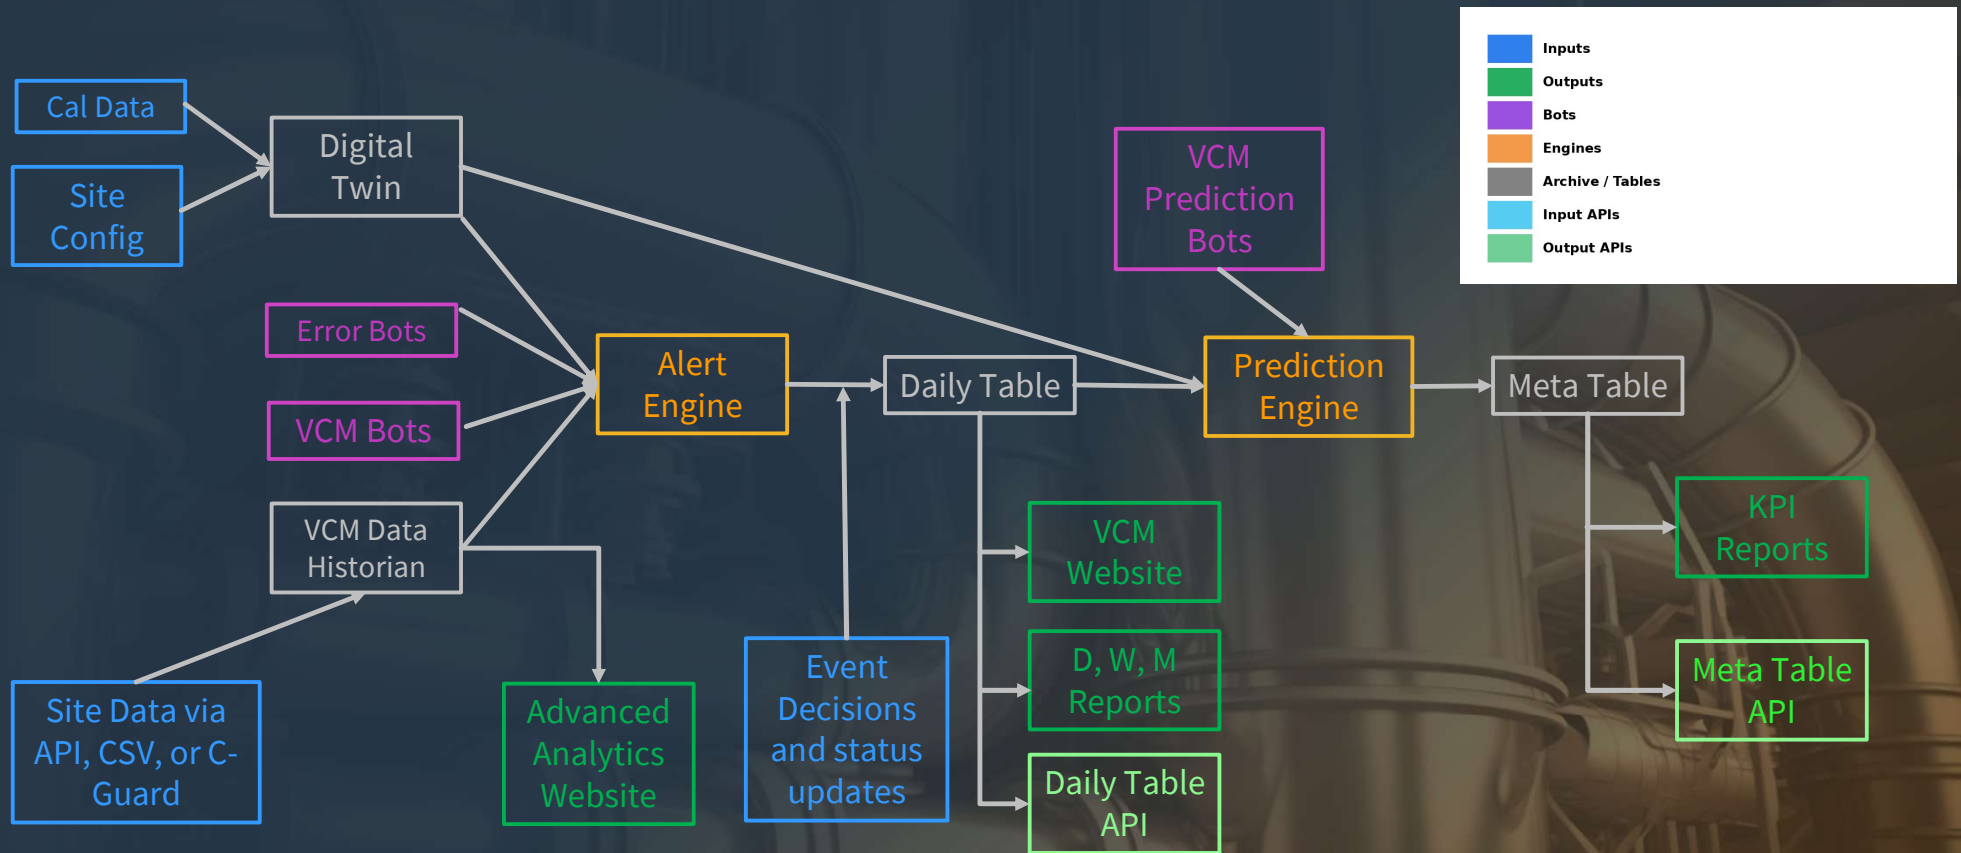 Inputs
Outputs
Bots
Engines
Archive / Tables
Input APIs
Output APIs
Cal Data
Site
Config
Digital
Twin
Error Bots
VCM Bots
VCM Data
Historian
Site Data via
API, CSV, or C-
Guard
Alert
Engine
Advanced
Analytics
Website
Event
Decisions
and status
updates
Daily Table
VCM
Website
D, W, M
Reports
Daily Table
API
VCM
Prediction
Bots
Prediction
Engine
Meta Table
KPI
Reports
Meta Table
API